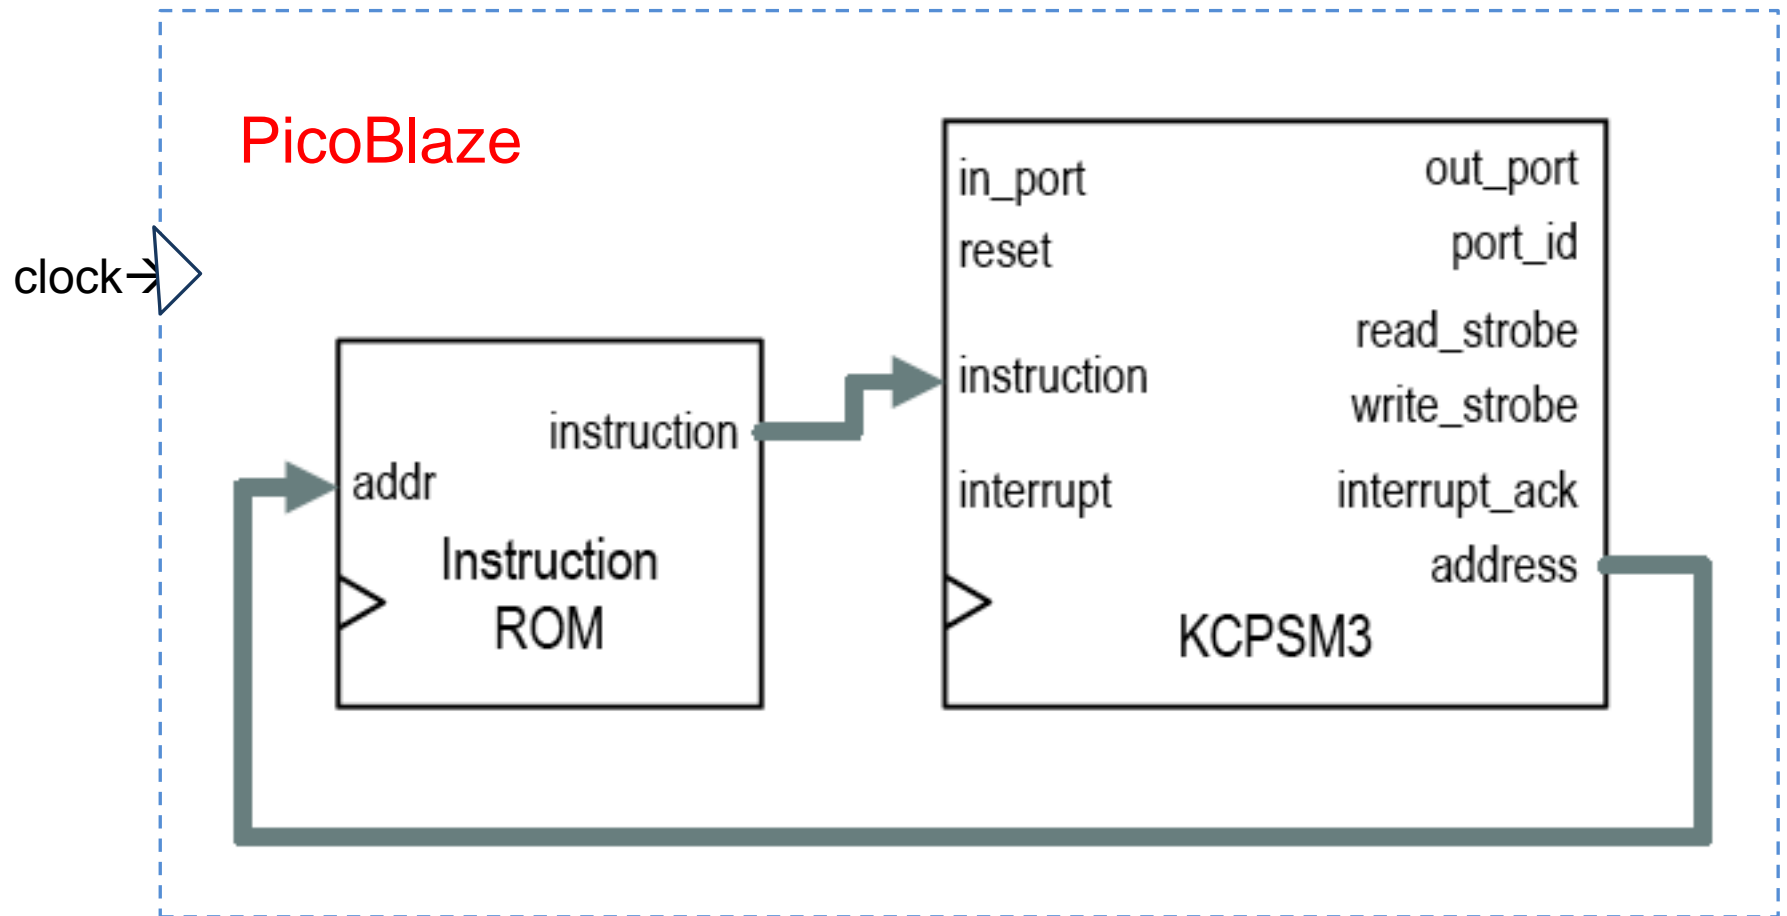 PicoBlaze
clock→
in_port
reset
instruction
interrupt
out_port
port_id
read_strobe
write_strobe
interrupt_ack
address
KCPSM3
instruction
addr
Instruction
ROM